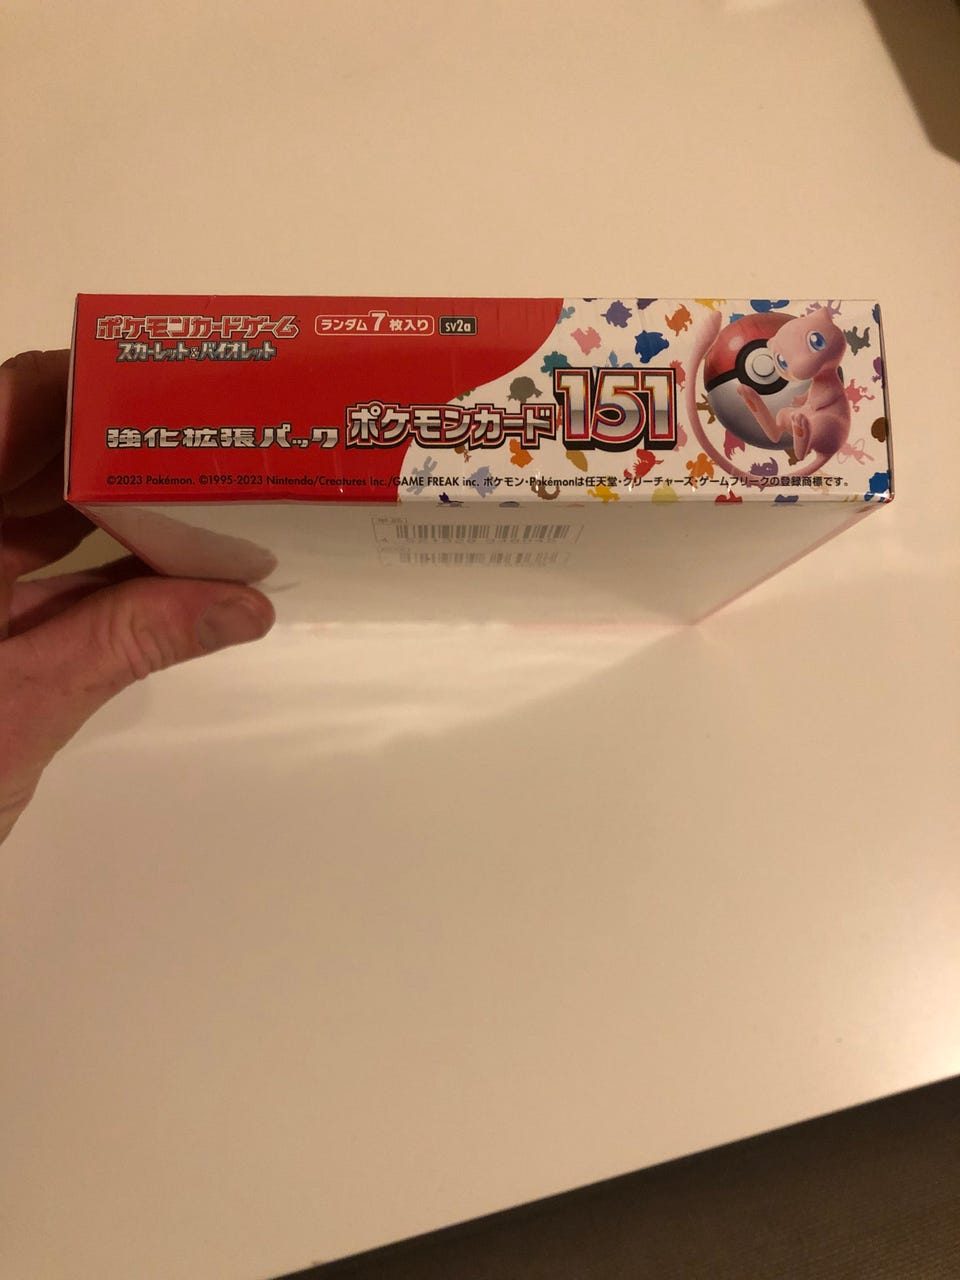 ポケモンカードゲーム
スカーレット&バイオレット
ランダム7枚入り
sv2a
強化拡張パック
ポケモンカード151
©2023 Pokémon. ©1995-2023 Nintendo/Creatures Inc./GAME FREAK inc. ポケモン・Pokémonは任天堂・クリーチャーズ・ゲームフリークの登録商標です。